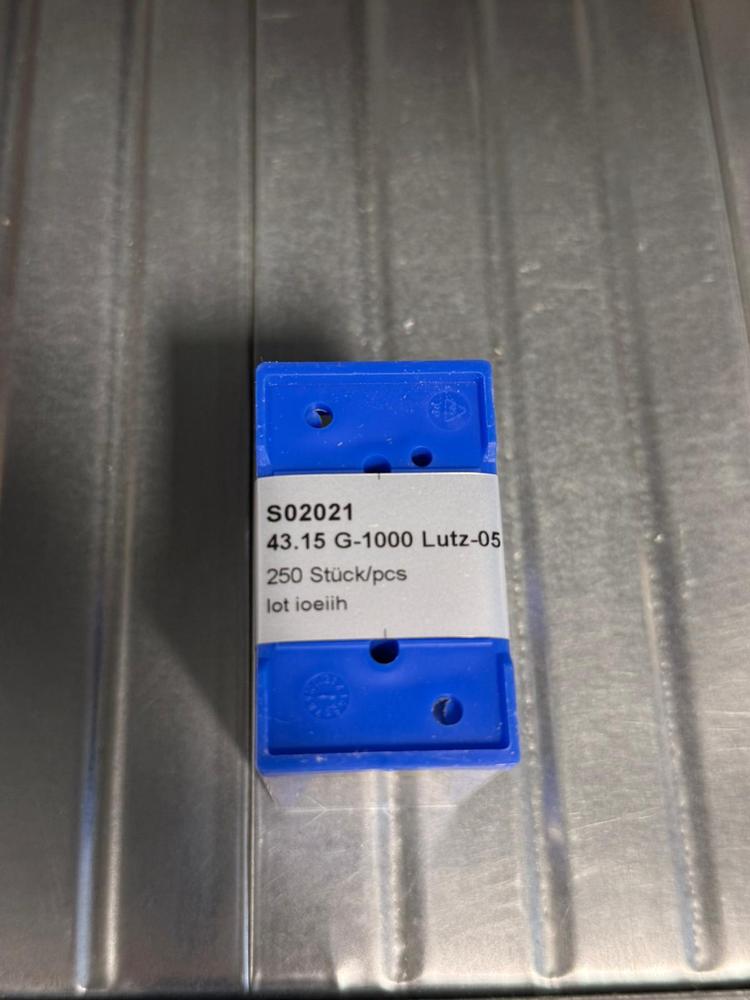 S02021
43.15 G-1000 Lutz-05
250 Stück/pcs
lot ioeiih